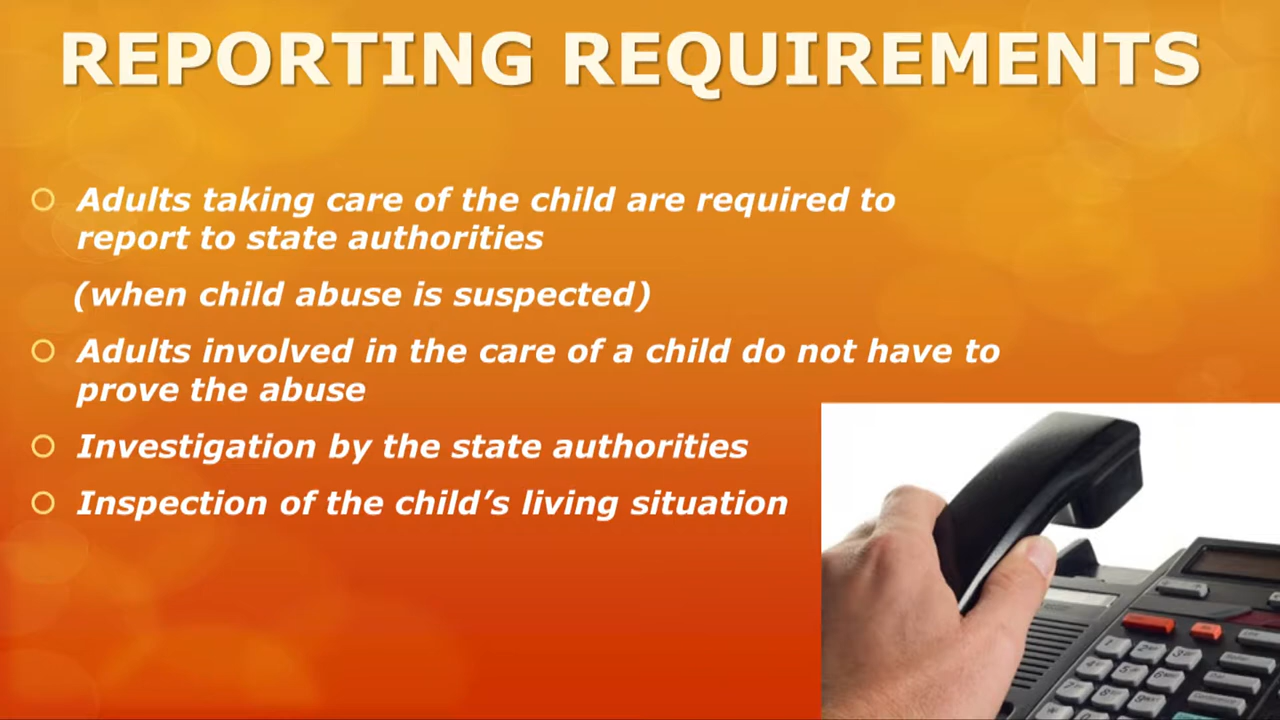 REPORTING REQUIREMENTS
Adults taking care of the child are required to
report to state authorities
(when child abuse is suspected)
Adults involved in the care of a child do not have to
prove the abuse
Investigation by the state authorities
Inspection of the child’s living situation